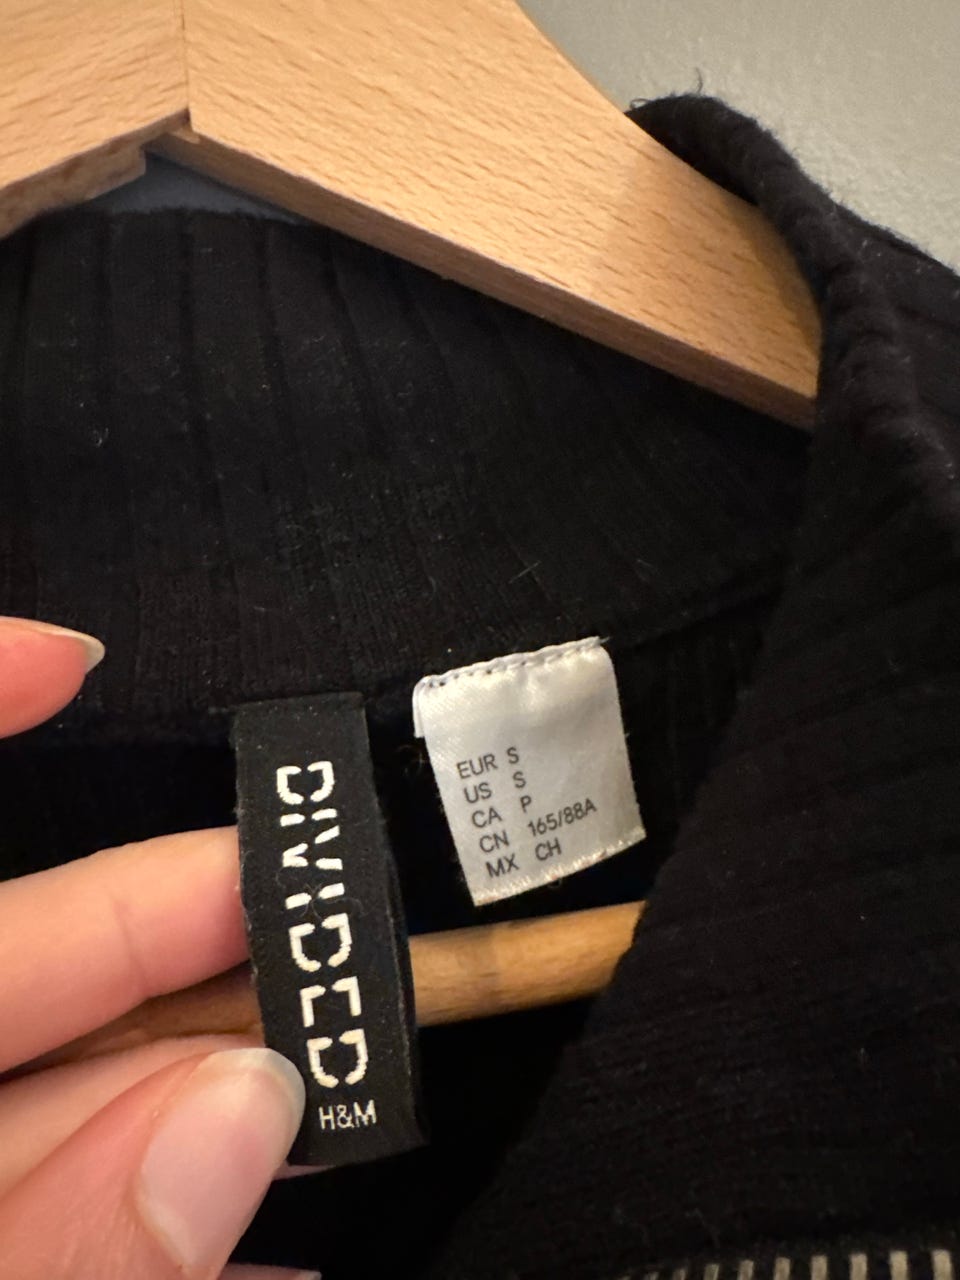 DIVIDED
H&M
EUR S
US S
CA P
CN 165/88A
MX CH